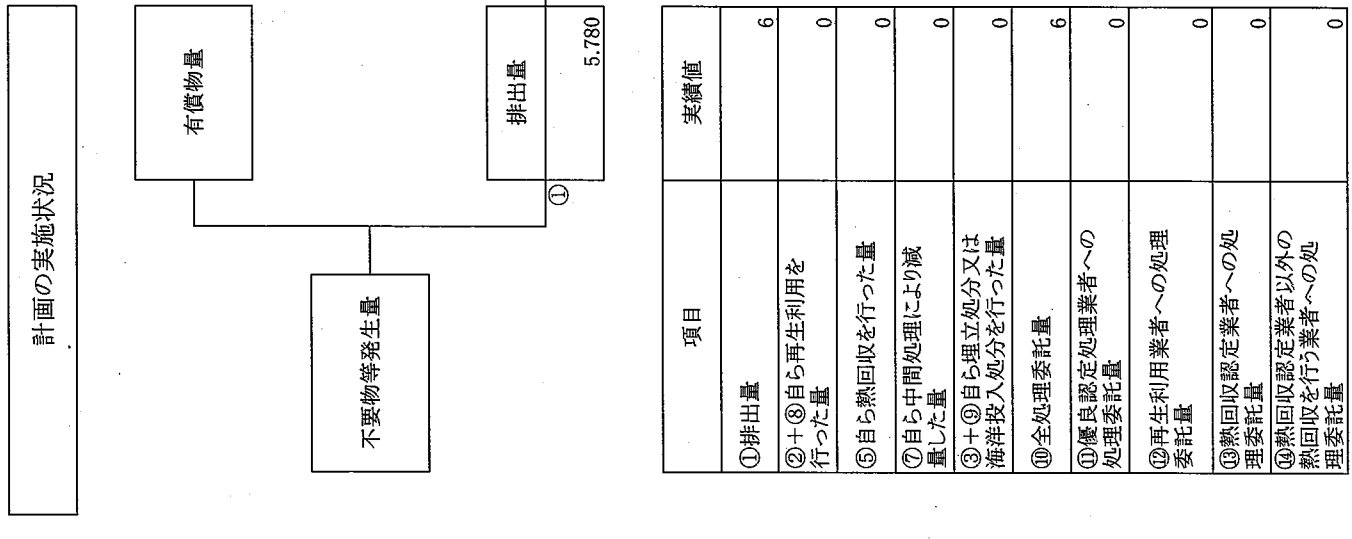 計画の実施状況
有償物量
不要物等発生量
排出量
①
5.780
項目
実績値
①排出量
6
②+⑧自ら再生利用を
行った量
0
⑤自ら熱回収を行った量
0
⑦自ら中間処理により減
量した量
0
③+⑨自ら埋立処分又は
海洋投入処分を行った量
0
⑩全処理委託量
6
⑪優良認定処理業者への
処理委託量
0
⑫再生利用業者への処理
委託量
0
⑬熱回収認定業者への処
理委託量
0
⑭熱回収認定業者以外の
熱回収を行う業者への処
理委託量
0